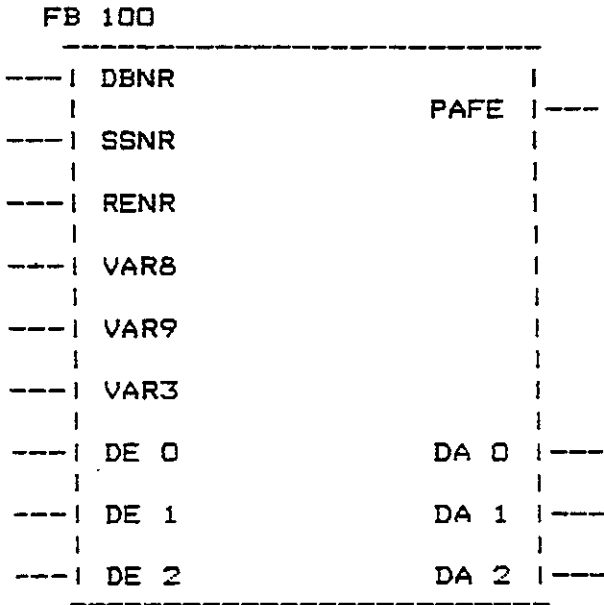 FB 100
DBNR
PAFE
SSNR
RENR
VAR8
VAR9
VAR3
DE 0 DA 0
DE 1 DA 1
DE 2 DA 2